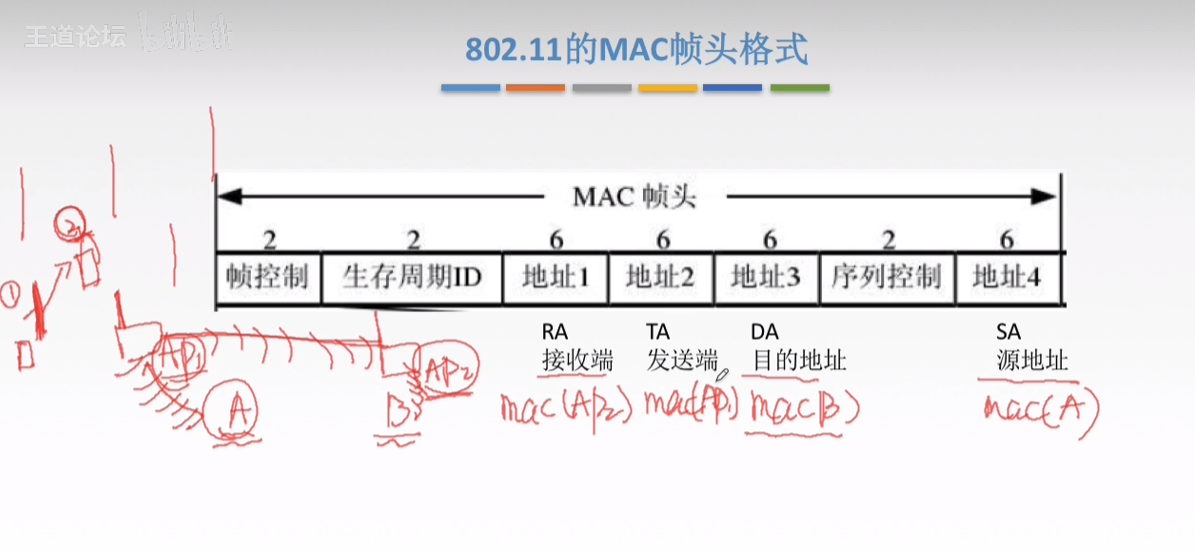 王道论坛 bilibili
802.11的MAC帧头格式
MAC 帧头
2 2 6 6 6 2 6
帧控制 生存周期ID 地址1 地址2 地址3 序列控制 地址4
RA TA DA SA
接收端 发送端 目的地址 源地址
mac(AP2) mac(AP1) mac(B) mac(A)
②
①
AP1
AP2
A
B